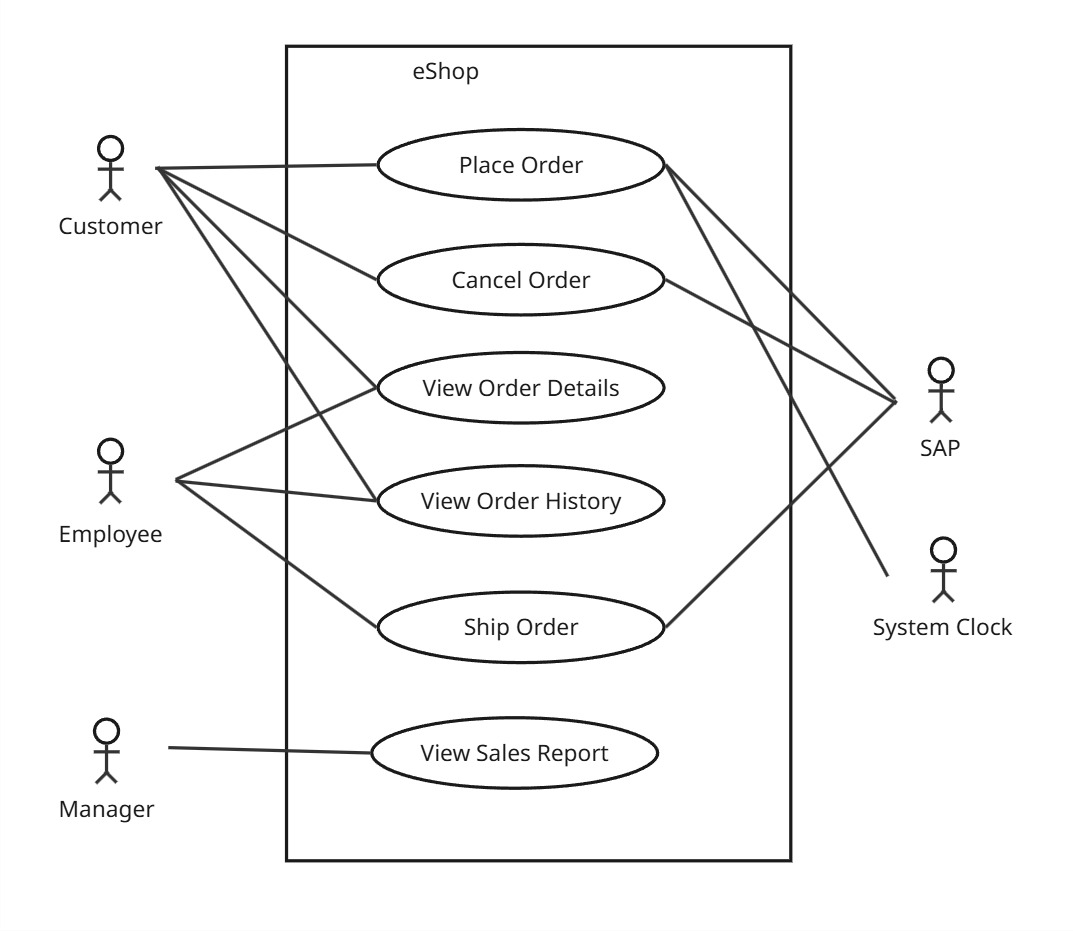 eShop
Place Order
Customer
Cancel Order
View Order Details
SAP
View Order History
Employee
Ship Order
System Clock
View Sales Report
Manager